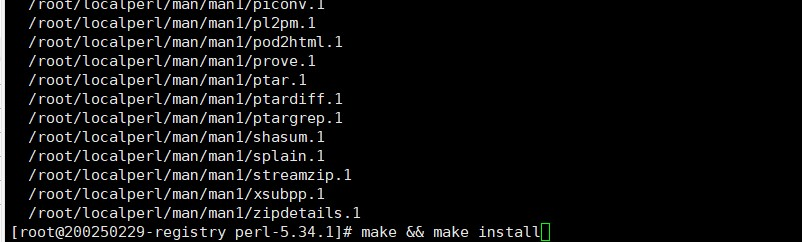 /root/localperl/man/man1/piconv.1
/root/localperl/man/man1/pl2pm.1
/root/localperl/man/man1/pod2html.1
/root/localperl/man/man1/prove.1
/root/localperl/man/man1/ptar.1
/root/localperl/man/man1/ptardiff.1
/root/localperl/man/man1/ptargrep.1
/root/localperl/man/man1/shasum.1
/root/localperl/man/man1/splain.1
/root/localperl/man/man1/streamzip.1
/root/localperl/man/man1/xsubpp.1
/root/localperl/man/man1/zipdetails.1
[root@200250229-registry perl-5.34.1]# make && make install